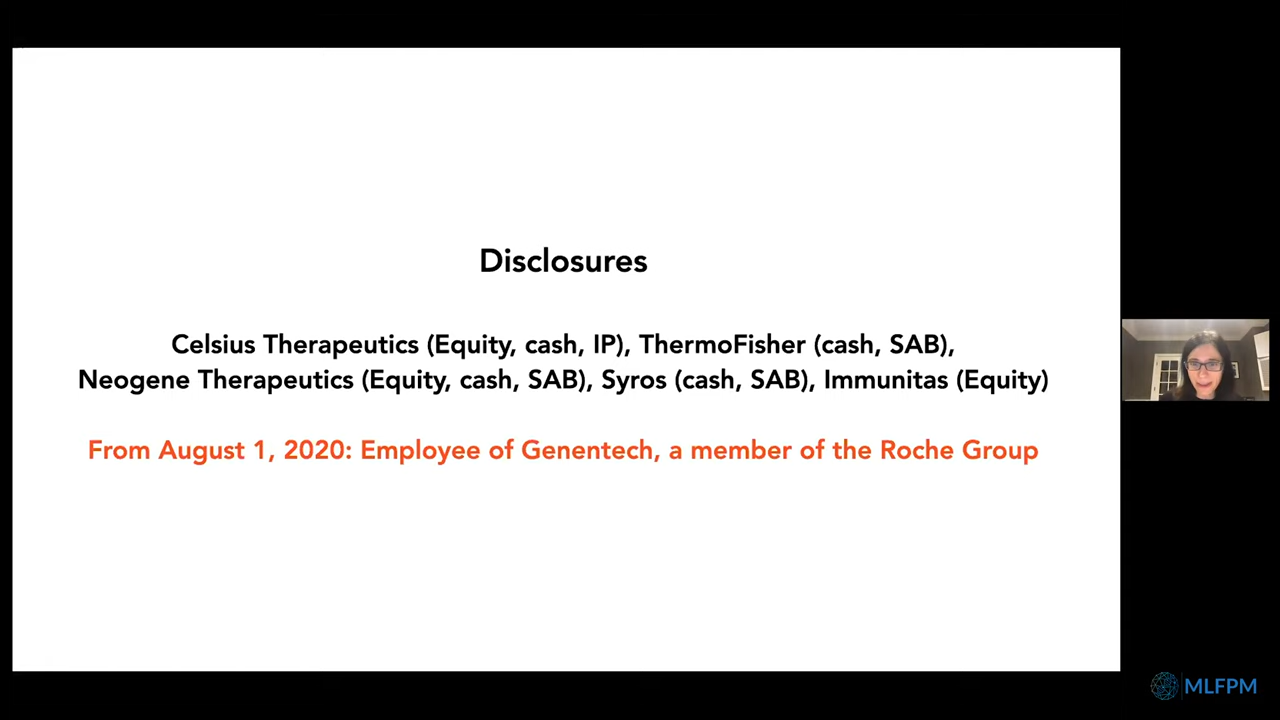 Disclosures
Celsius Therapeutics (Equity, cash, IP), ThermoFisher (cash, SAB),
Neogene Therapeutics (Equity, cash, SAB), Syros (cash, SAB), Immunitas (Equity)
From August 1, 2020: Employee of Genentech, a member of the Roche Group
MLFPM